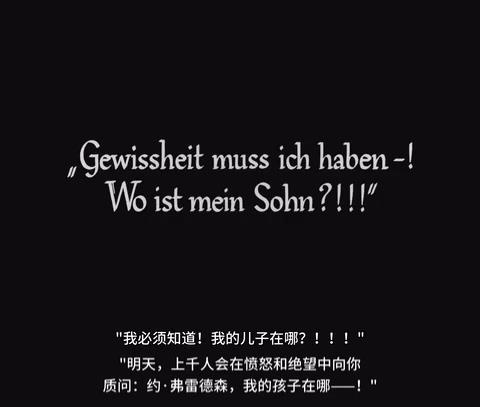 „Gewissheit muss ich haben-!
Wo ist mein Sohn?!!!“
"我必须知道！我的儿子在哪？！！！"
"明天，上千人会在愤怒和绝望中向你
质问：约·弗雷德森，我的孩子在哪——！"